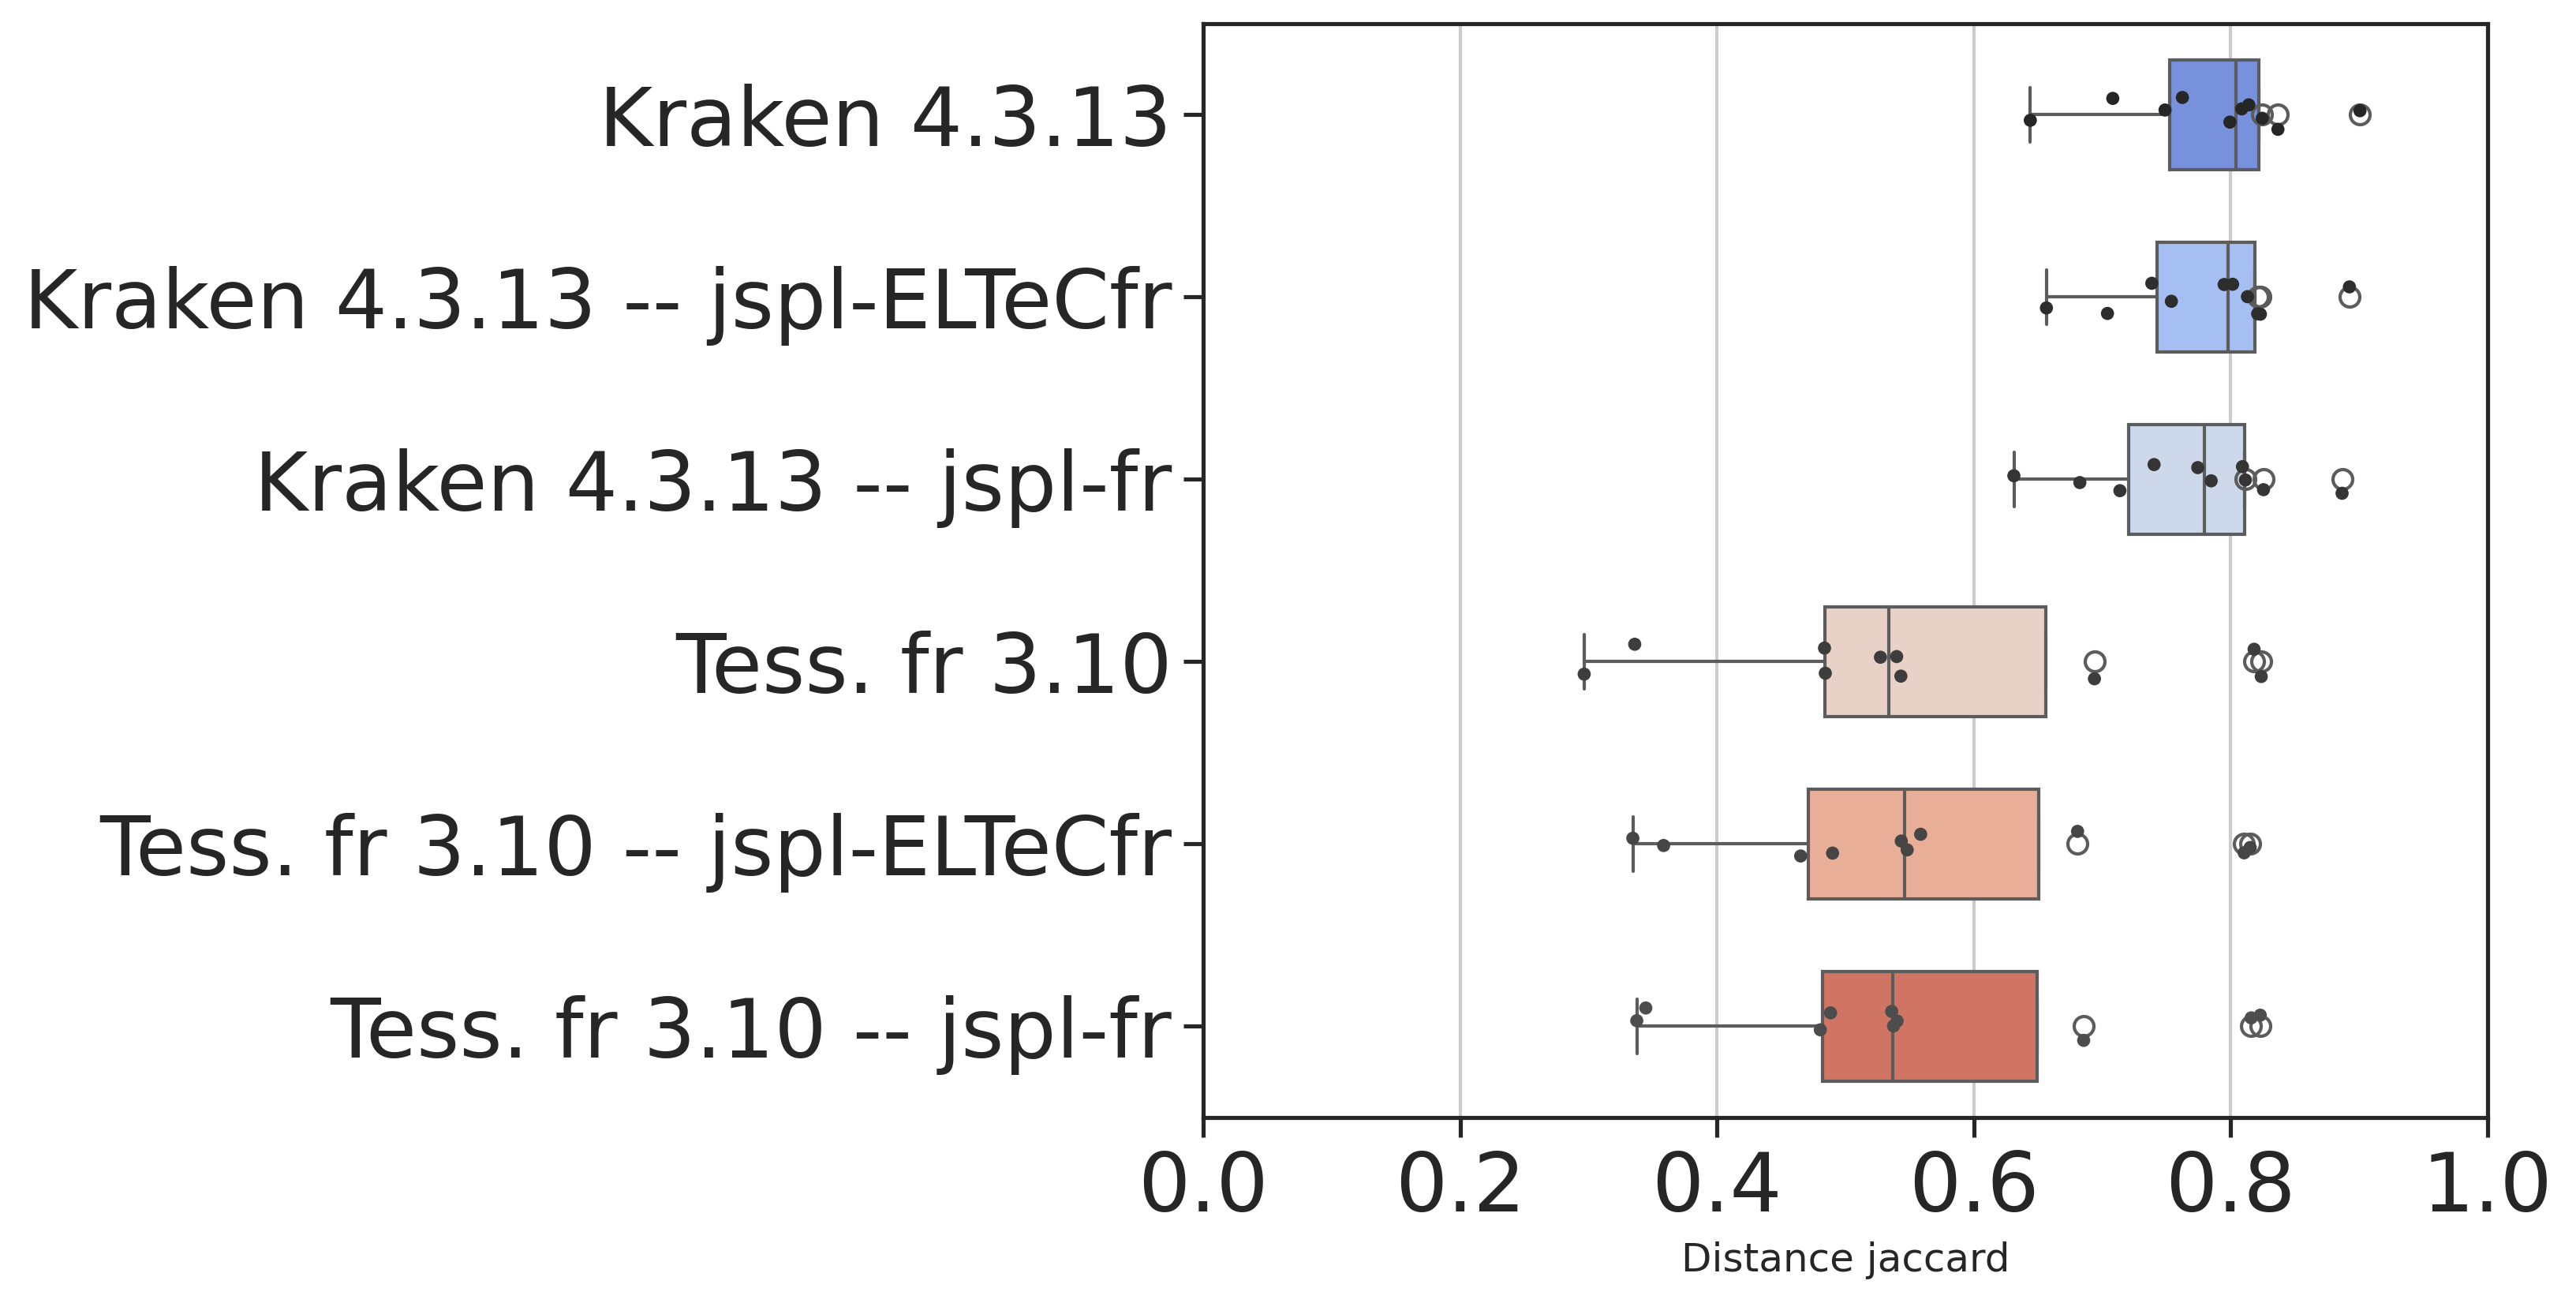 Kraken 4.3.13
Kraken 4.3.13 -- jspl-ELTeCfr
Kraken 4.3.13 -- jspl-fr
Tess. fr 3.10
Tess. fr 3.10 -- jspl-ELTeCfr
Tess. fr 3.10 -- jspl-fr
0.0 0.2 0.4 0.6 0.8 1.0
Distance jaccard